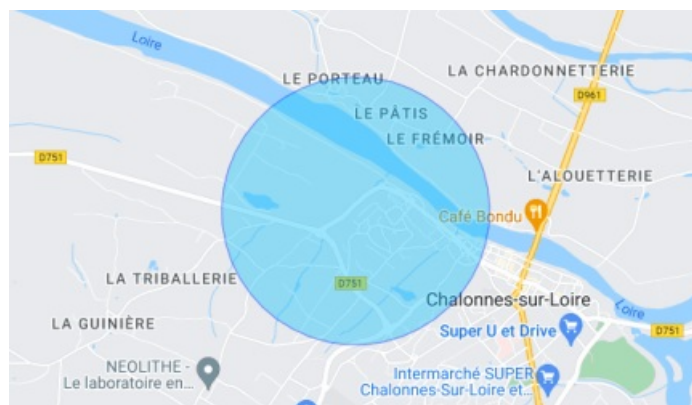 Loire
LE PORTEAU
LA CHARDONNETTERIE
D961
LE PÂTIS
LE FRÉMOIR
D751
L'ALOUETTERIE
Café Bondu
LA TRIBALLERIE
D751
Chalonnes-sur-Loire
Loire
LA GUINIÈRE
Super U et Drive
D751
NEOLITHE -
Le laboratoire en...
Intermarché SUPER
Chalonnes-Sur-Loire et...